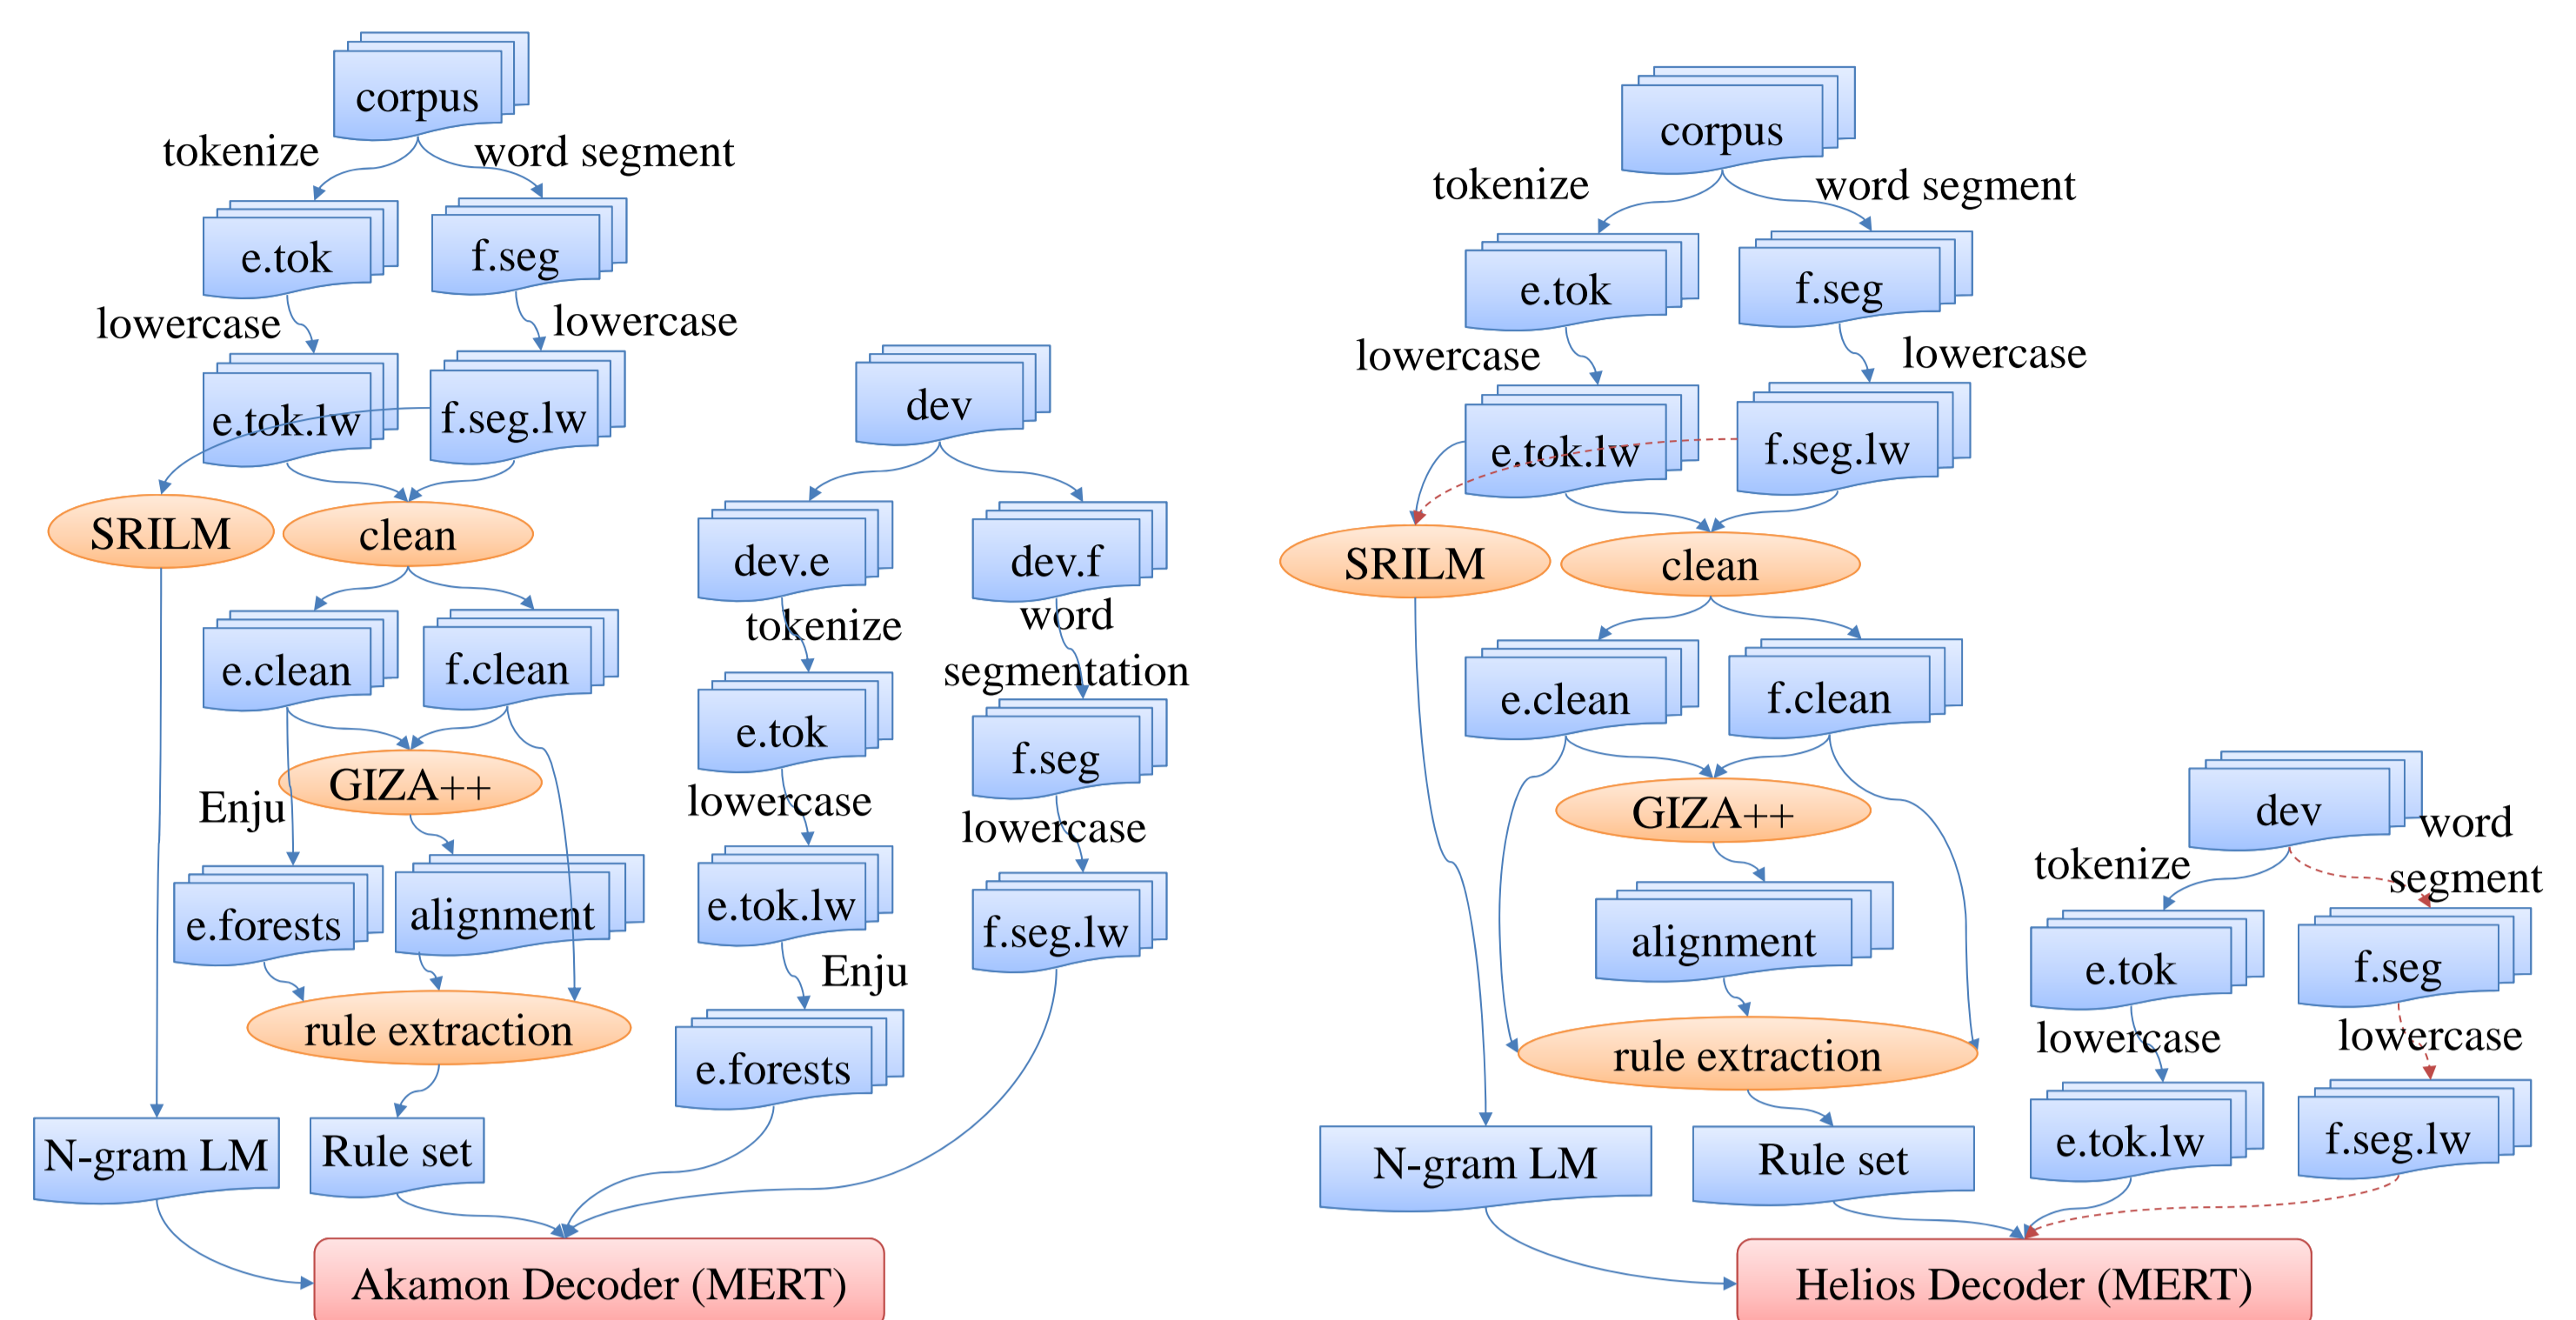 corpus
tokenize
word segment
e.tok
f.seg
lowercase
lowercase
e.tok.lw
f.seg.lw
SRILM
clean
e.clean
f.clean
GIZA++
Enju
e.forests
alignment
rule extraction
N-gram LM
Rule set
dev
dev.e
dev.f
tokenize
word
segmentation
e.tok
f.seg
lowercase
lowercase
e.tok.lw
f.seg.lw
Enju
e.forests
Akamon Decoder (MERT)
corpus
tokenize
word segment
e.tok
f.seg
lowercase
lowercase
e.tok.lw
f.seg.lw
SRILM
clean
e.clean
f.clean
GIZA++
alignment
rule extraction
N-gram LM
Rule set
dev
tokenize
word
segment
e.tok
f.seg
lowercase
lowercase
e.tok.lw
f.seg.lw
Helios Decoder (MERT)